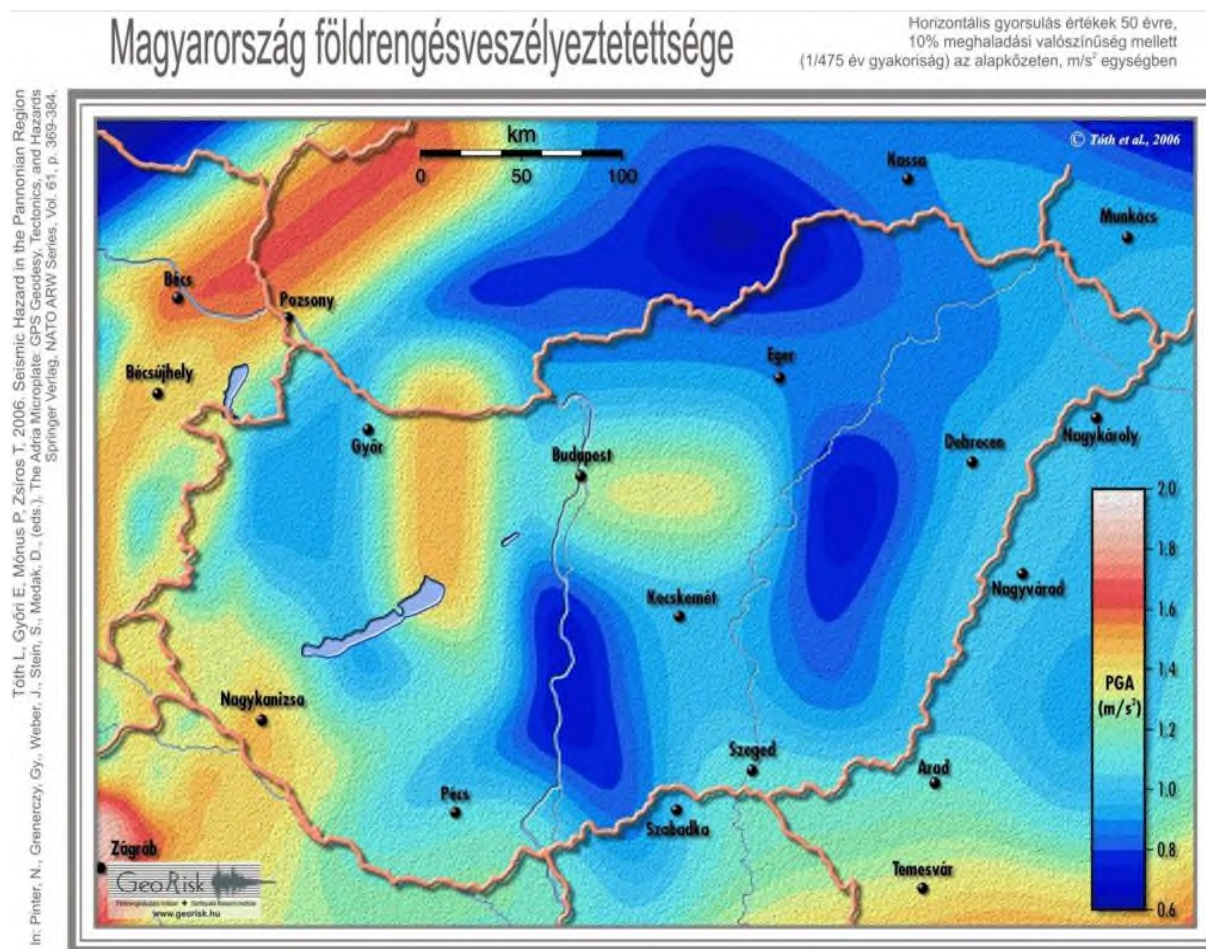 Magyarország földrengésveszélyeztetettsége
Horizontális gyorsulás értékek 50 évre,
10% meghaladási valószínűség mellett
(1/475 év gyakoriság) az alapkőzeten, m/s² egységben
Tóth L, Győri E, Mónus P, Zsíros T, 2006. Seismic Hazard in the Pannonian Region
In: Pinter, N., Grenerczy, Gy., Weber, J., Stein, S., Medak, D., (eds.), The Adria Microplate: GPS Geodesy, Tectonics, and Hazards
Springer Verlag, NATO ARW Series, Vol. 61, p. 369-384.
km
0 50 100
© Tóth et al., 2006
Kassa
Munkács
Bécs
Pozsony
Bécsújhely
Eger
Győr
Budapest
Debrecen
Nagykároly
Kecskemét
Nagyvárad
Nagykanizsa
Szeged
Arad
Pécs
Szabadka
Zágráb
Temesvár
PGA
(m/s²)
2.0
1.8
1.6
1.4
1.2
1.0
0.8
0.6
GeoRisk
www.georisk.hu